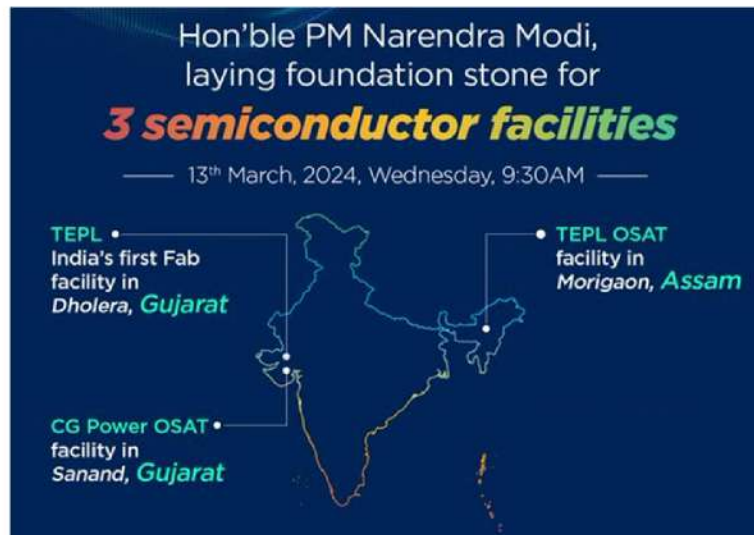 Hon'ble PM Narendra Modi,
laying foundation stone for
3 semiconductor facilities
13th March, 2024, Wednesday, 9:30AM
TEPL
India's first Fab
facility in
Dholera, Gujarat
TEPL OSAT
facility in
Morigaon, Assam
CG Power OSAT
facility in
Sanand, Gujarat